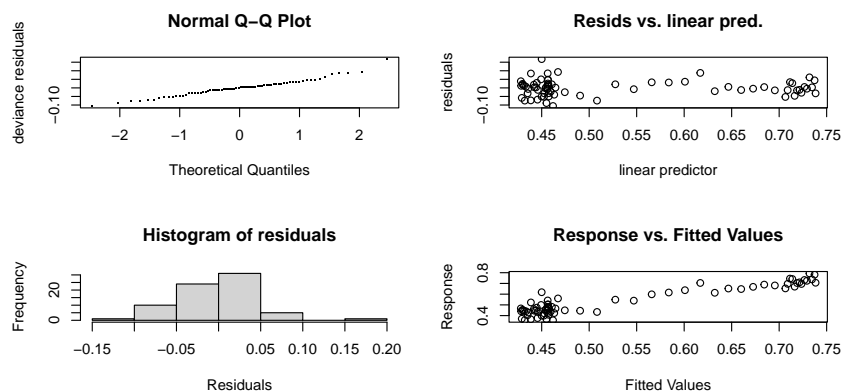 Normal Q−Q Plot
deviance residuals
−0.10
−2 −1 0 1 2
Theoretical Quantiles
Resids vs. linear pred.
residuals
−0.10
0.45 0.50 0.55 0.60 0.65 0.70 0.75
linear predictor
Histogram of residuals
Frequency
0 20
−0.15 −0.05 0.05 0.10 0.15 0.20
Residuals
Response vs. Fitted Values
Response
0.4 0.8
0.45 0.50 0.55 0.60 0.65 0.70 0.75
Fitted Values